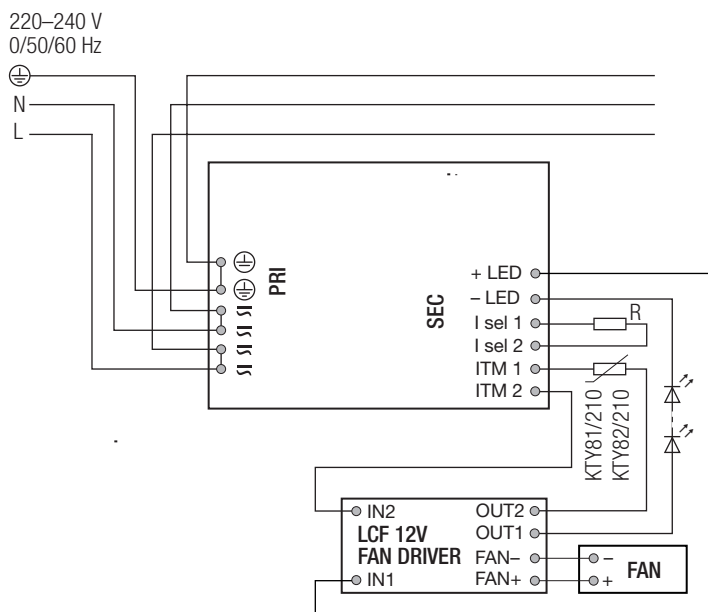 220–240 V
0/50/60 Hz
N
L
PRI
SEC
+ LED
– LED
I sel 1
I sel 2
ITM 1
ITM 2
R
KTY81/210
KTY82/210
IN2
LCF 12V
FAN DRIVER
IN1
OUT2
OUT1
FAN–
FAN+
–
+
FAN